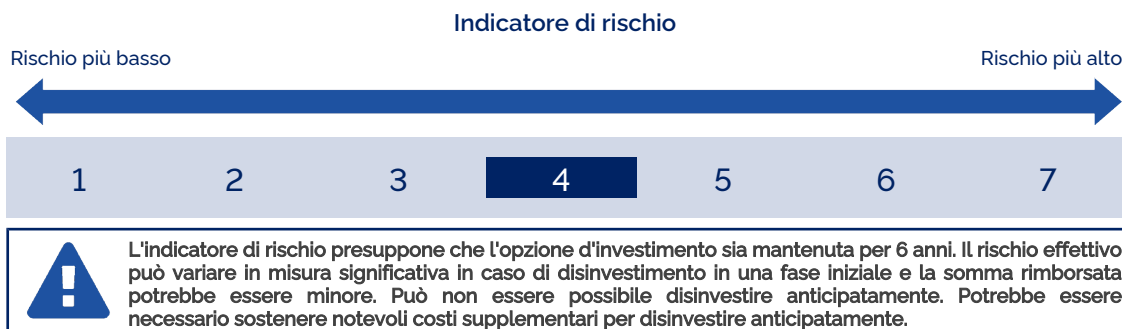 Indicatore di rischio
Rischio più basso
Rischio più alto
1 2 3 4 5 6 7
L'indicatore di rischio presuppone che l'opzione d'investimento sia mantenuta per 6 anni. Il rischio effettivo
può variare in misura significativa in caso di disinvestimento in una fase iniziale e la somma rimborsata
potrebbe essere minore. Può non essere possibile disinvestire anticipatamente. Potrebbe essere
necessario sostenere notevoli costi supplementari per disinvestire anticipatamente.